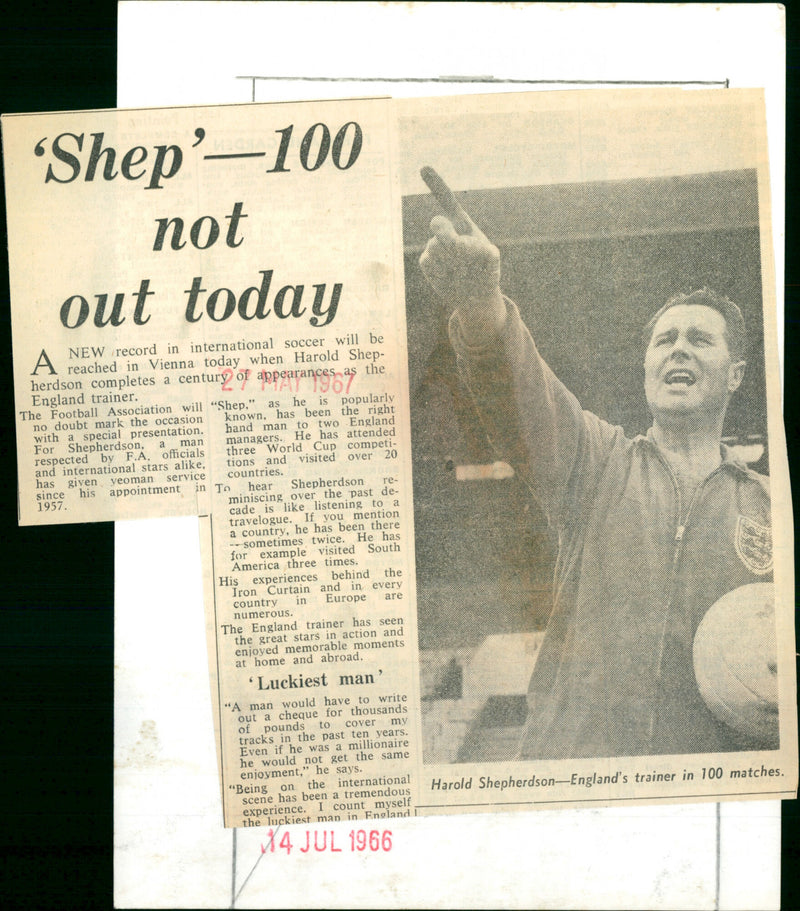 ‘Shep’—100
not
out today
A NEW record in international soccer will be
reached in Vienna today when Harold Shep-
herdson completes a century of appearances as the
England trainer.
The Football Association will
no doubt mark the occasion
with a special presentation.
For Shepherdson, a man
respected by F.A. officials
and international stars alike,
has given yeoman service
since his appointment in
1957.
27 MAY 1967
“Shep,” as he is popularly
known, has been the right
hand man to two England
managers. He has attended
three World Cup competi-
tions and visited over 20
countries.
To hear Shepherdson re-
miniscing over the past de-
cade is like listening to a
travelogue. If you mention
a country, he has been there
—sometimes twice. He has
for example visited South
America three times.
His experiences behind the
Iron Curtain and in every
country in Europe are
numerous.
The England trainer has seen
the great stars in action and
enjoyed memorable moments
at home and abroad.
‘Luckiest man’
“A man would have to write
out a cheque for thousands
of pounds to cover my
tracks in the past ten years.
Even if he was a millionaire
he would not get the same
enjoyment,” he says.
“Being on the international
scene has been a tremendous
experience. I count myself
the luckiest man in England
Harold Shepherdson—England's trainer in 100 matches.
14 JUL 1966